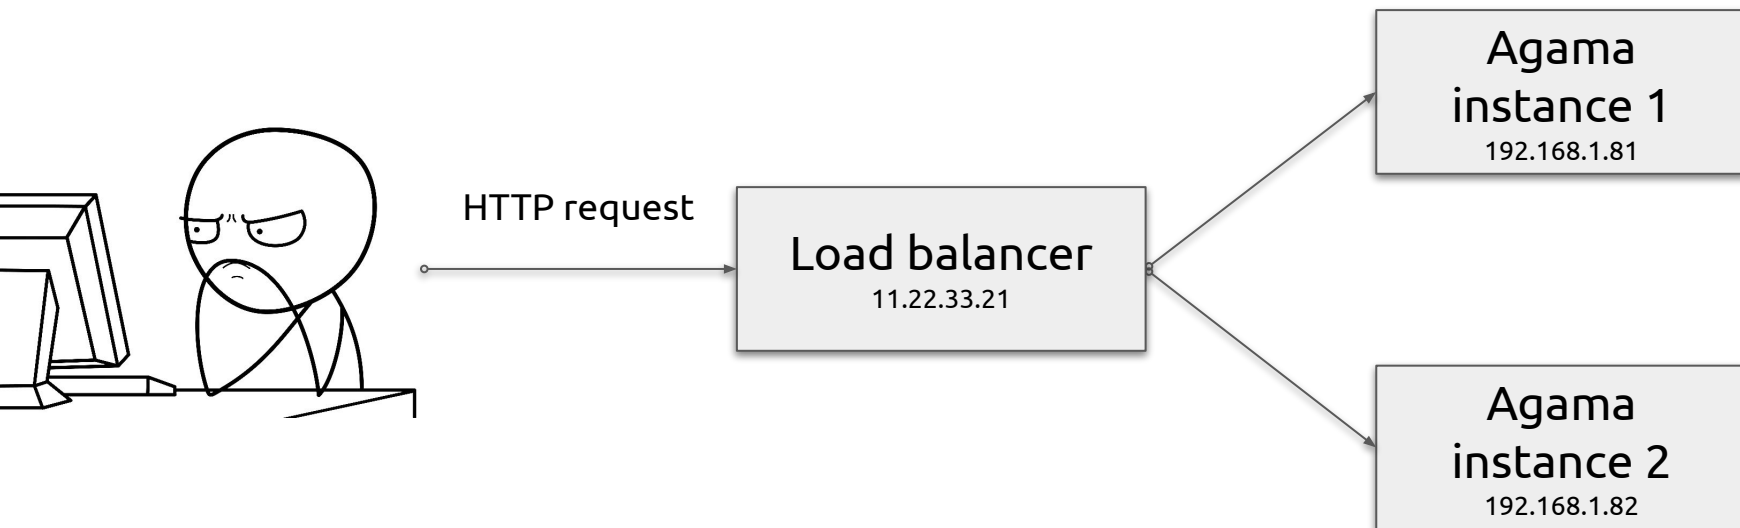 HTTP request
Load balancer
11.22.33.21
Agama
instance 1
192.168.1.81
Agama
instance 2
192.168.1.82